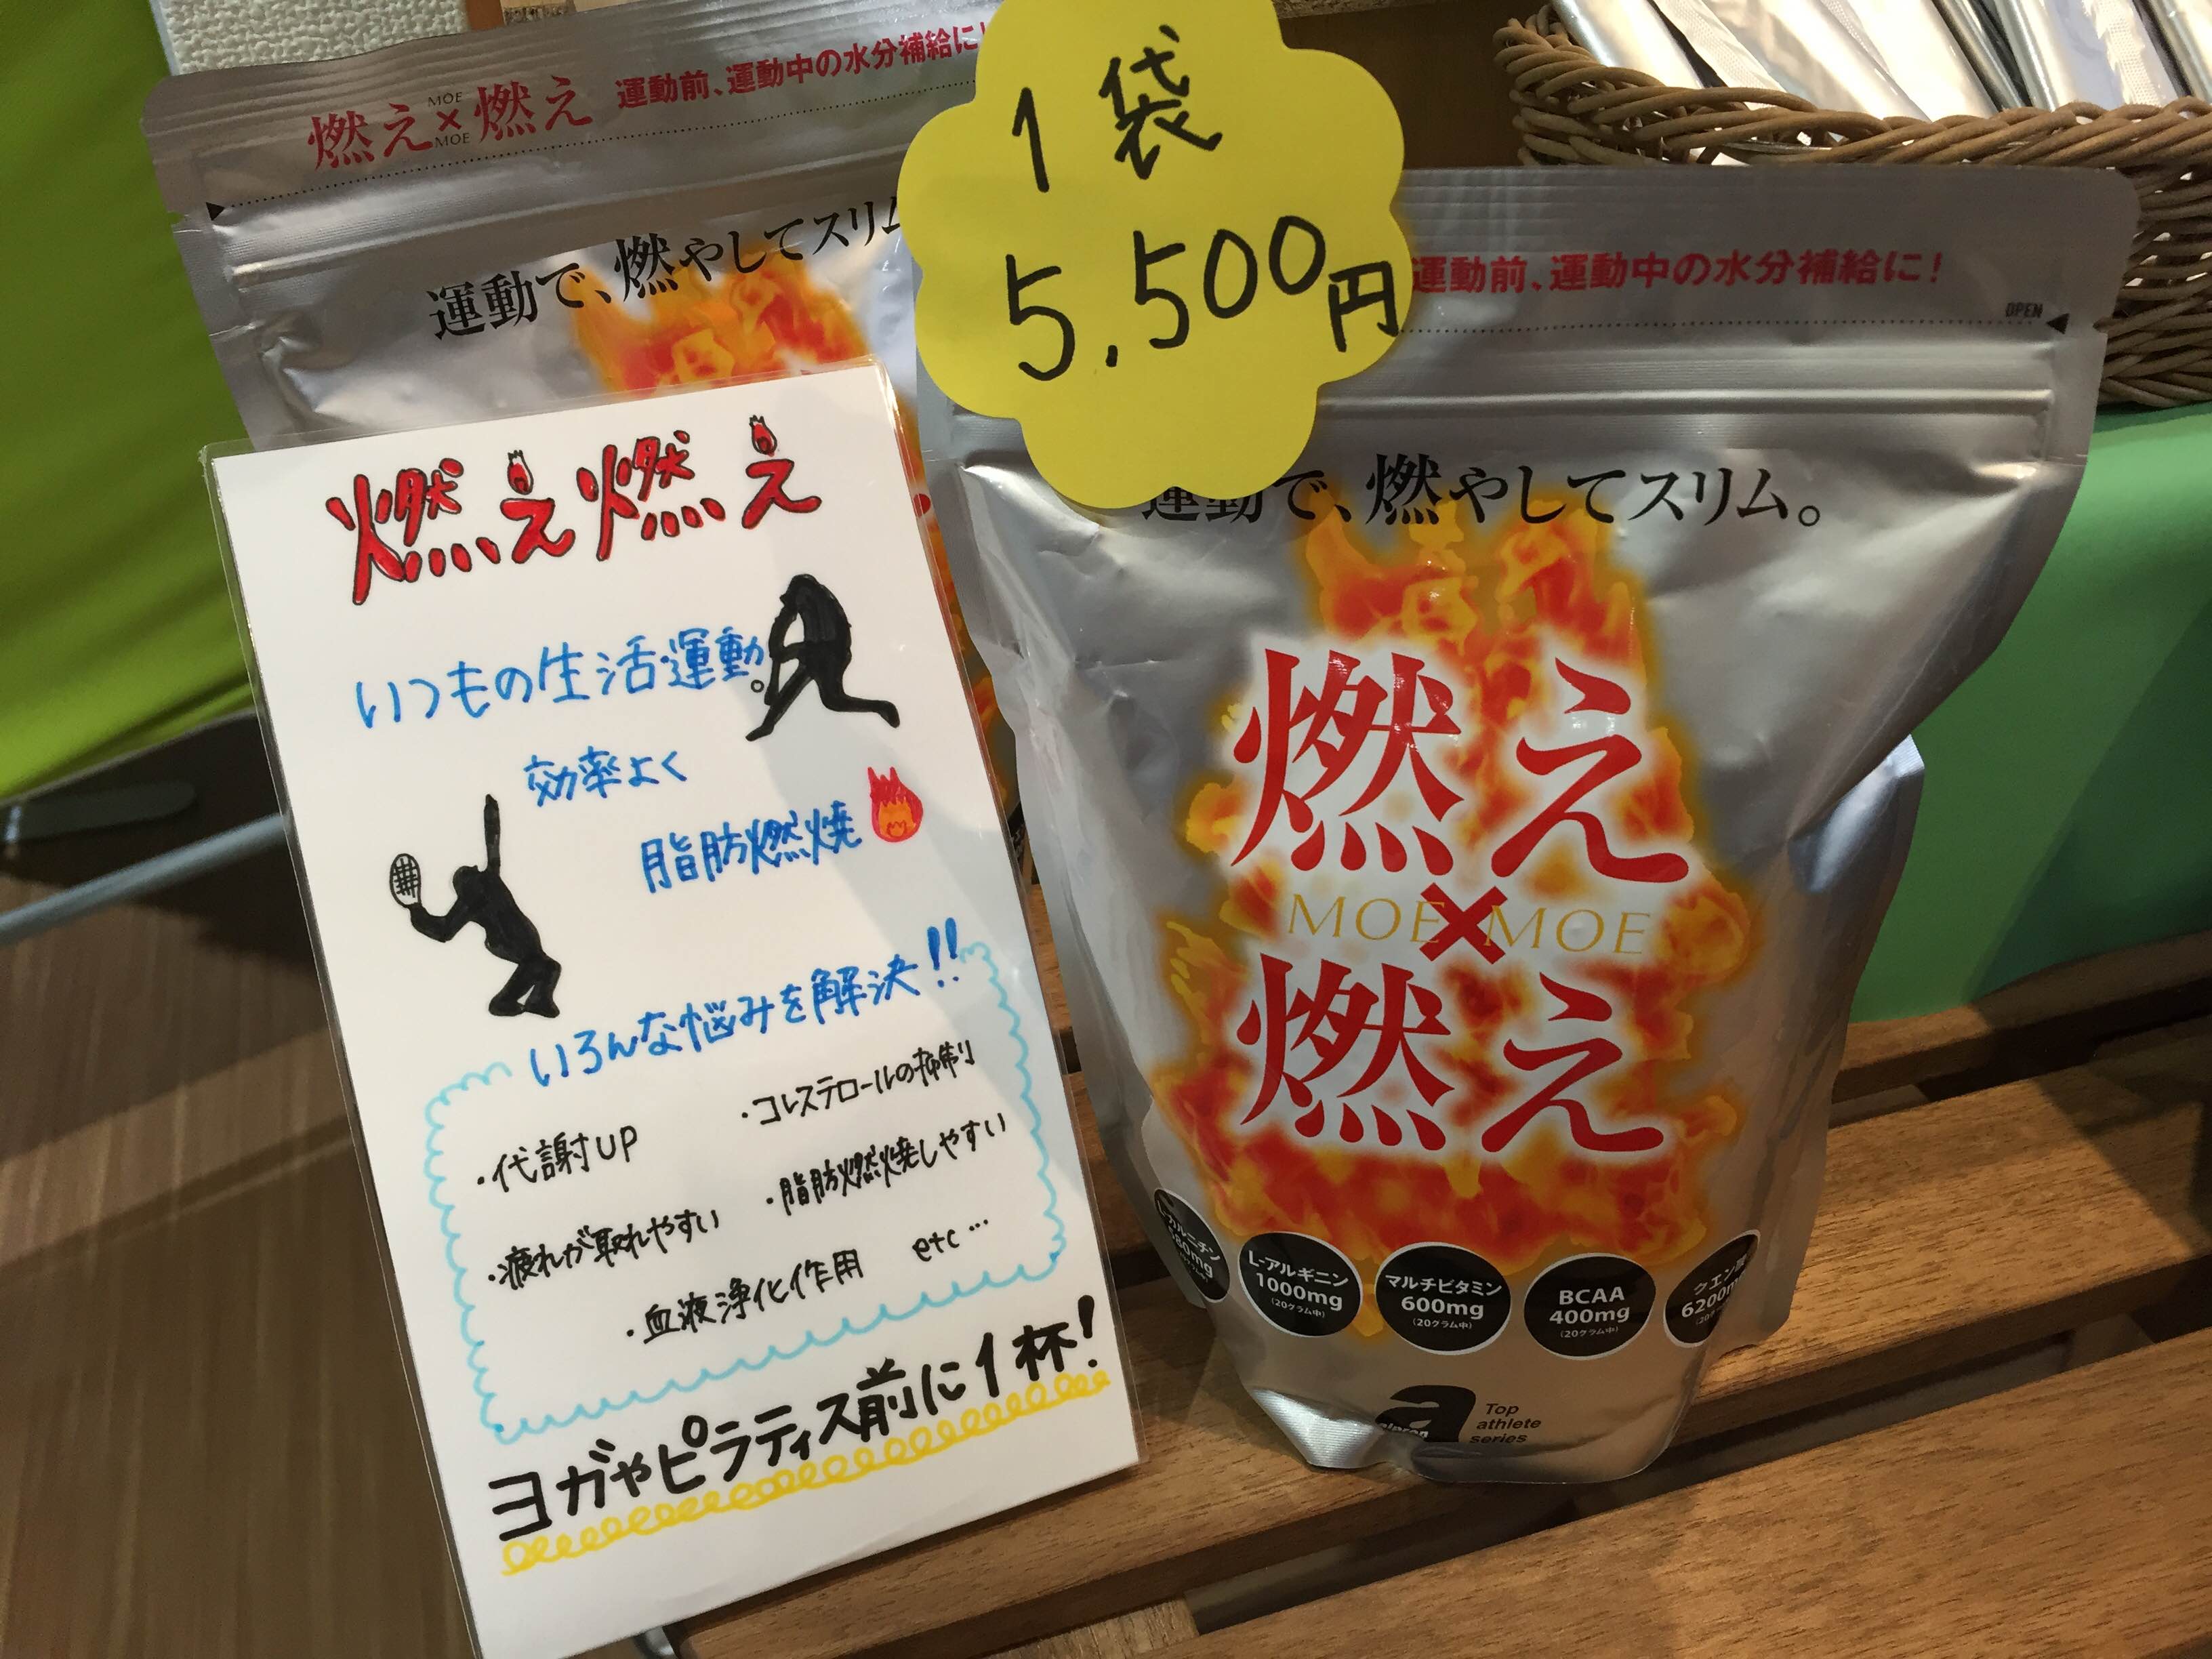 燃え×燃え 運動前、運動中の水分補給に!
MOE
MOE
運動で、燃やしてスリム
1袋
5,500円
運動前、運動中の水分補給に!
OPEN
運動で、燃やしてスリム。
燃え
MOE×MOE
燃え
L-カルニチン
L-アルギニン
1000mg
(20グラム中)
マルチビタミン
600mg
(20グラム中)
BCAA
400mg
(20グラム中)
クエン
6200m
Top
athlete
series
燃え燃え
いつもの生活・運動。
効率よく
脂肪燃焼
いろんな悩みを解決!!
・代謝UP
・コレステロールの抑制
・疲れが取れやすい
・脂肪燃焼しやすい
・血液浄化作用 etc…
ヨガやピラティス前に1杯!